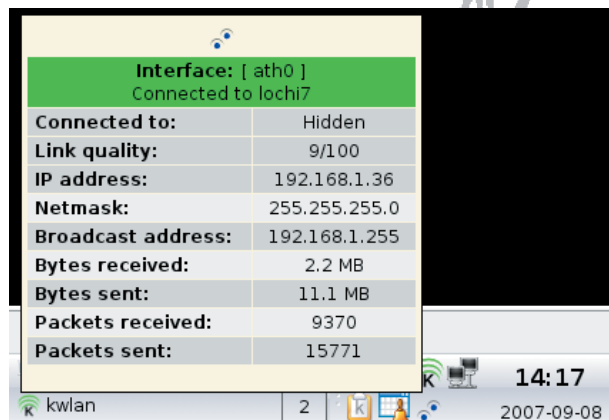 Interface: [ ath0 ]
Connected to lochi7
Connected to: Hidden
Link quality: 9/100
IP address: 192.168.1.36
Netmask: 255.255.255.0
Broadcast address: 192.168.1.255
Bytes received: 2.2 MB
Bytes sent: 11.1 MB
Packets received: 9370
Packets sent: 15771
14:17
kwlan 2
2007-09-08